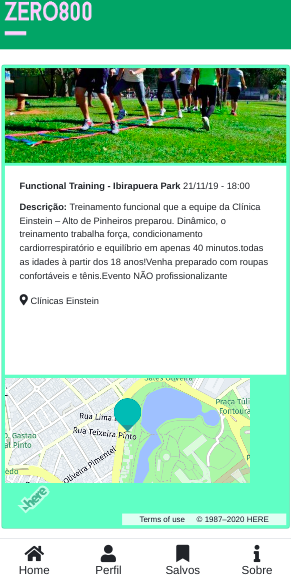 ZERO800
Functional Training - Ibirapuera Park 21/11/19 - 18:00
Descrição: Treinamento funcional que a equipe da Clínica
Einstein – Alto de Pinheiros preparou. Dinâmico, o
treinamento trabalha força, condicionamento
cardiorrespiratório e equilíbrio em apenas 40 minutos.todas
as idades à partir dos 18 anos!Venha preparado com roupas
confortáveis e tênis.Evento NÃO profissionalizante
Clínicas Einstein
Sales Oliveira
Praça Túl
Fontoura
Rua Lima
Rua Teixeira Pinto
D. Gastão
al Pinto
Oliveira Pimentel
zedo
here
Terms of use © 1987–2020 HERE
Home Perfil Salvos Sobre